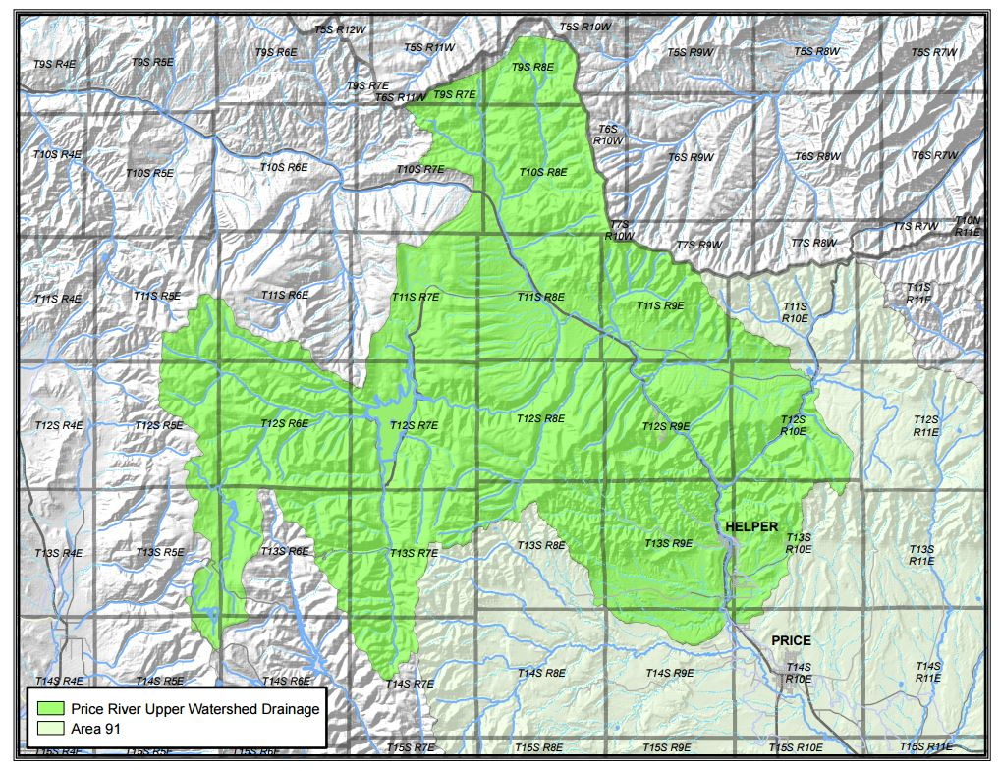 T5S R12W
T5S R10W
T5S R11W
T9S R6E
T5S R9W
T5S R8W
T5S R7W
T9S R4E
T9S R5E
T9S R8E
T9S R7E
T6S R11W
T9S R7E
T6S
R10W
T10S R4E
T10S R5E
T10S R6E
T10S R7E
T10S R8E
T6S R9W
T6S R8W
T6S R7W
T7S
R10W
T7S R9W
T7S R8W
T7S R7W
T10N
R11E
T11S R4E
T11S R5E
T11S R6E
T11S R7E
T11S R8E
T11S R9E
T11S
R10E
T11S
R11E
T12S R4E
T12S R5E
T12S R6E
T12S R7E
T12S R8E
T12S R9E
T12S
R10E
T12S
R11E
HELPER
T13S R4E
T13S R5E
T13S R6E
T13S R7E
T13S R8E
T13S R9E
T13S
R10E
T13S
R11E
PRICE
T14S R4E
T14S R5E
T14S R6E
T14S R7E
T14S R8E
T14S R9E
T14S
R10E
T14S
R11E
Price River Upper Watershed Drainage
Area 91
T15S R4E
T15S R5E
T15S R6E
T15S R7E
T15S R8E
T15S R9E
T15S R10E
T15S R11E